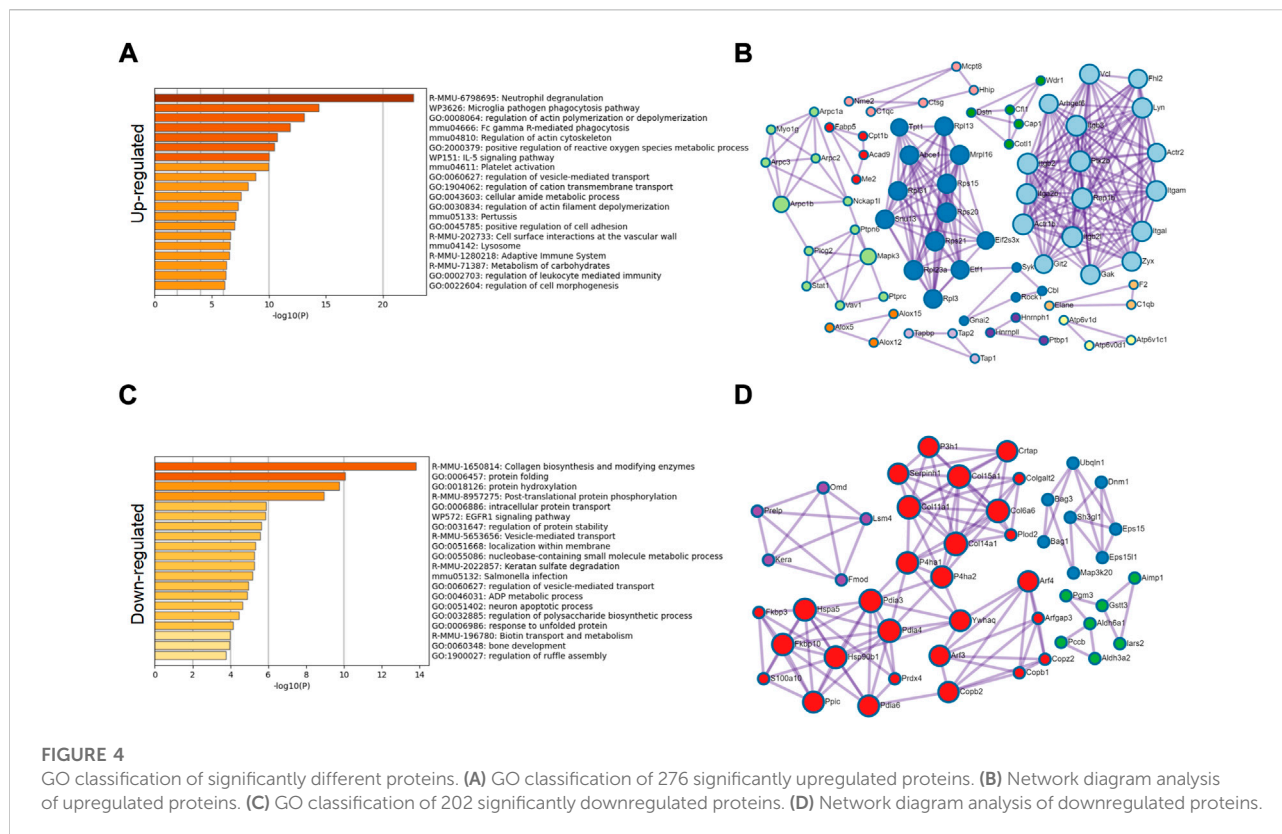 A
Up-regulated
R-MMU-6798695: Neutrophil degranulation
WP3626: Microglia pathogen phagocytosis pathway
GO:0008064: regulation of actin polymerization or depolymerization
mmu04666: Fc gamma R-mediated phagocytosis
mmu04810: Regulation of actin cytoskeleton
GO:2000379: positive regulation of reactive oxygen species metabolic process
WP151: IL-5 signaling pathway
mmu04611: Platelet activation
GO:0060627: regulation of vesicle-mediated transport
GO:1904062: regulation of cation transmembrane transport
GO:0043603: cellular amide metabolic process
GO:0030834: regulation of actin filament depolymerization
mmu05133: Pertussis
GO:0045785: positive regulation of cell adhesion
R-MMU-202733: Cell surface interactions at the vascular wall
mmu04142: Lysosome
R-MMU-1280218: Adaptive Immune System
R-MMU-71387: Metabolism of carbohydrates
GO:0002703: regulation of leukocyte mediated immunity
GO:0022604: regulation of cell morphogenesis
0 5 10 15 20
-log10(P)
B
Mcpt8
Hhip
Nme2
Ctsg
C1qc
Wdr1
Dstn
Cfl1
Cap1
Cotl1
Vcl
Fhl2
Lyn
Actr2
Itgam
Itgal
Zyx
Gak
Git2
Actr1b
Rap1b
Ptk2b
Arpc1a
Myo1g
Arpc3
Arpc2
Arpc1b
Nckap1l
Fabp5
Cpt1b
Acad9
Me2
Tpt1
Rpl13
Abce1
Mrpl16
Rpl31
Rps15
Snu13
Rps20
Rps21
Eif2s3x
Rpl23a
Etf1
Rpl3
Ptpn6
Plcg2
Mapk3
Stat1
Vav1
Ptprc
Alox15
Alox5
Alox12
Tapbp
Tap2
Tap1
Syk
Cbl
Rock1
Gnai2
Hnrnph1
Hnrnpll
Ptbp1
F2
Elane
C1qb
Atp6v1d
Atp6v0d1
Atp6v1c1
C
Down-regulated
R-MMU-1650814: Collagen biosynthesis and modifying enzymes
GO:0006457: protein folding
GO:0018126: protein hydroxylation
R-MMU-8957275: Post-translational protein phosphorylation
GO:0006886: intracellular protein transport
WP572: EGFR1 signaling pathway
GO:0031647: regulation of protein stability
R-MMU-5653656: Vesicle-mediated transport
GO:0051668: localization within membrane
GO:0055086: nucleobase-containing small molecule metabolic process
R-MMU-2022857: Keratan sulfate degradation
mmu05132: Salmonella infection
GO:0060627: regulation of vesicle-mediated transport
GO:0046031: ADP metabolic process
GO:0051402: neuron apoptotic process
GO:0032885: regulation of polysaccharide biosynthetic process
GO:0006986: response to unfolded protein
R-MMU-196780: Biotin transport and metabolism
GO:0060348: bone development
GO:1900027: regulation of ruffle assembly
0 2 4 6 8 10 12 14
-log10(P)
D
P3h1
Crtap
Serpinh1
Col15a1
Colgalt2
Col11a1
Col6a6
Plod2
Col14a1
P4ha1
P4ha2
Omd
Prelp
Lsm4
Kera
Fmod
Ubqln1
Dnm1
Bag3
Sh3gl1
Eps15
Bag1
Eps15l1
Map3k20
Aimp1
Pgm3
Gstt3
Aldh6a1
Iars2
Pccb
Aldh3a2
Arf4
Arfgap3
Ywhaq
Arf3
Copz2
Copb1
Copb2
Pdia3
Hspa5
Pdia4
Fkbp3
Fkbp10
Hsp90b1
S100a10
Prdx4
Ppic
Pdia6
FIGURE 4
GO classification of significantly different proteins. (A) GO classification of 276 significantly upregulated proteins. (B) Network diagram analysis
of upregulated proteins. (C) GO classification of 202 significantly downregulated proteins. (D) Network diagram analysis of downregulated proteins.